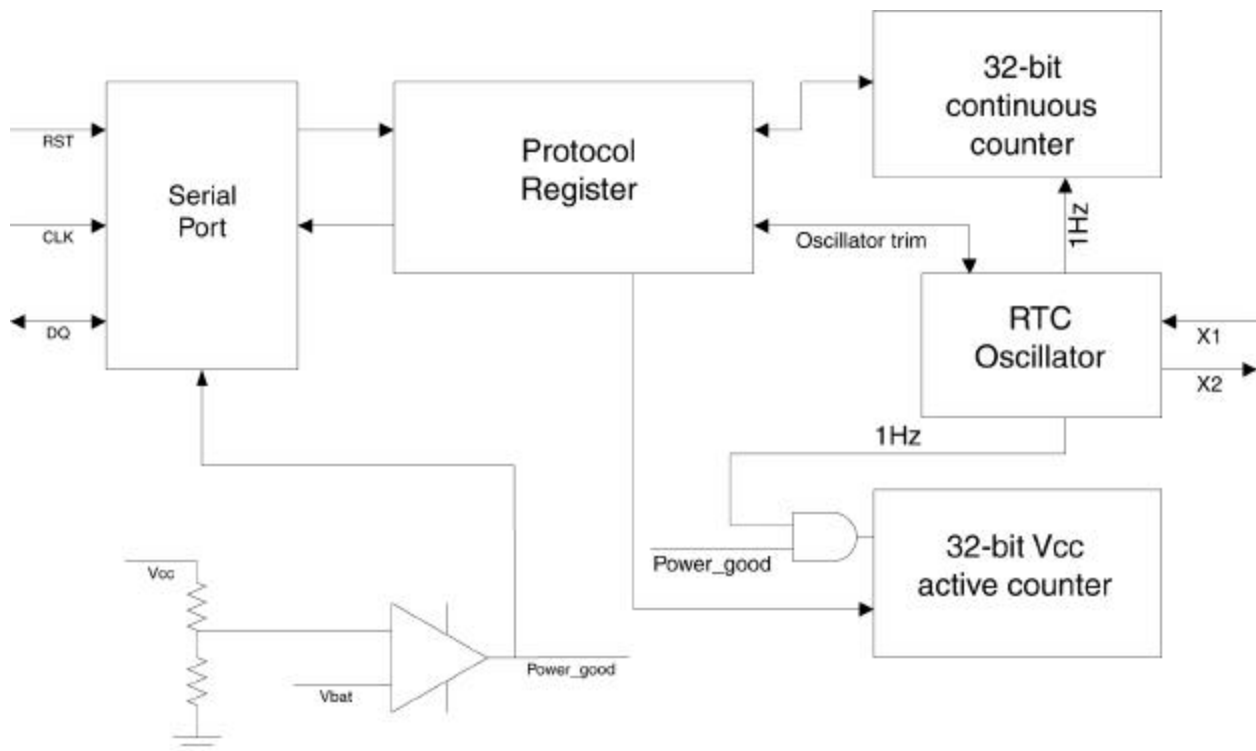 32-bit
continuous
counter
RST
Serial
Port
Protocol
Register
CLK
Oscillator trim
1Hz
DQ
RTC
Oscillator
X1
X2
1Hz
Vcc
Power_good
32-bit Vcc
active counter
Vbat
Power_good